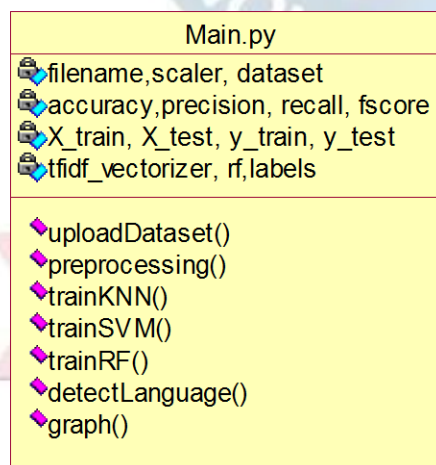 Main.py
filename,scaler, dataset
accuracy,precision, recall, fscore
X_train, X_test, y_train, y_test
tfidf_vectorizer, rf,labels
uploadDataset()
preprocessing()
trainKNN()
trainSVM()
trainRF()
detectLanguage()
graph()